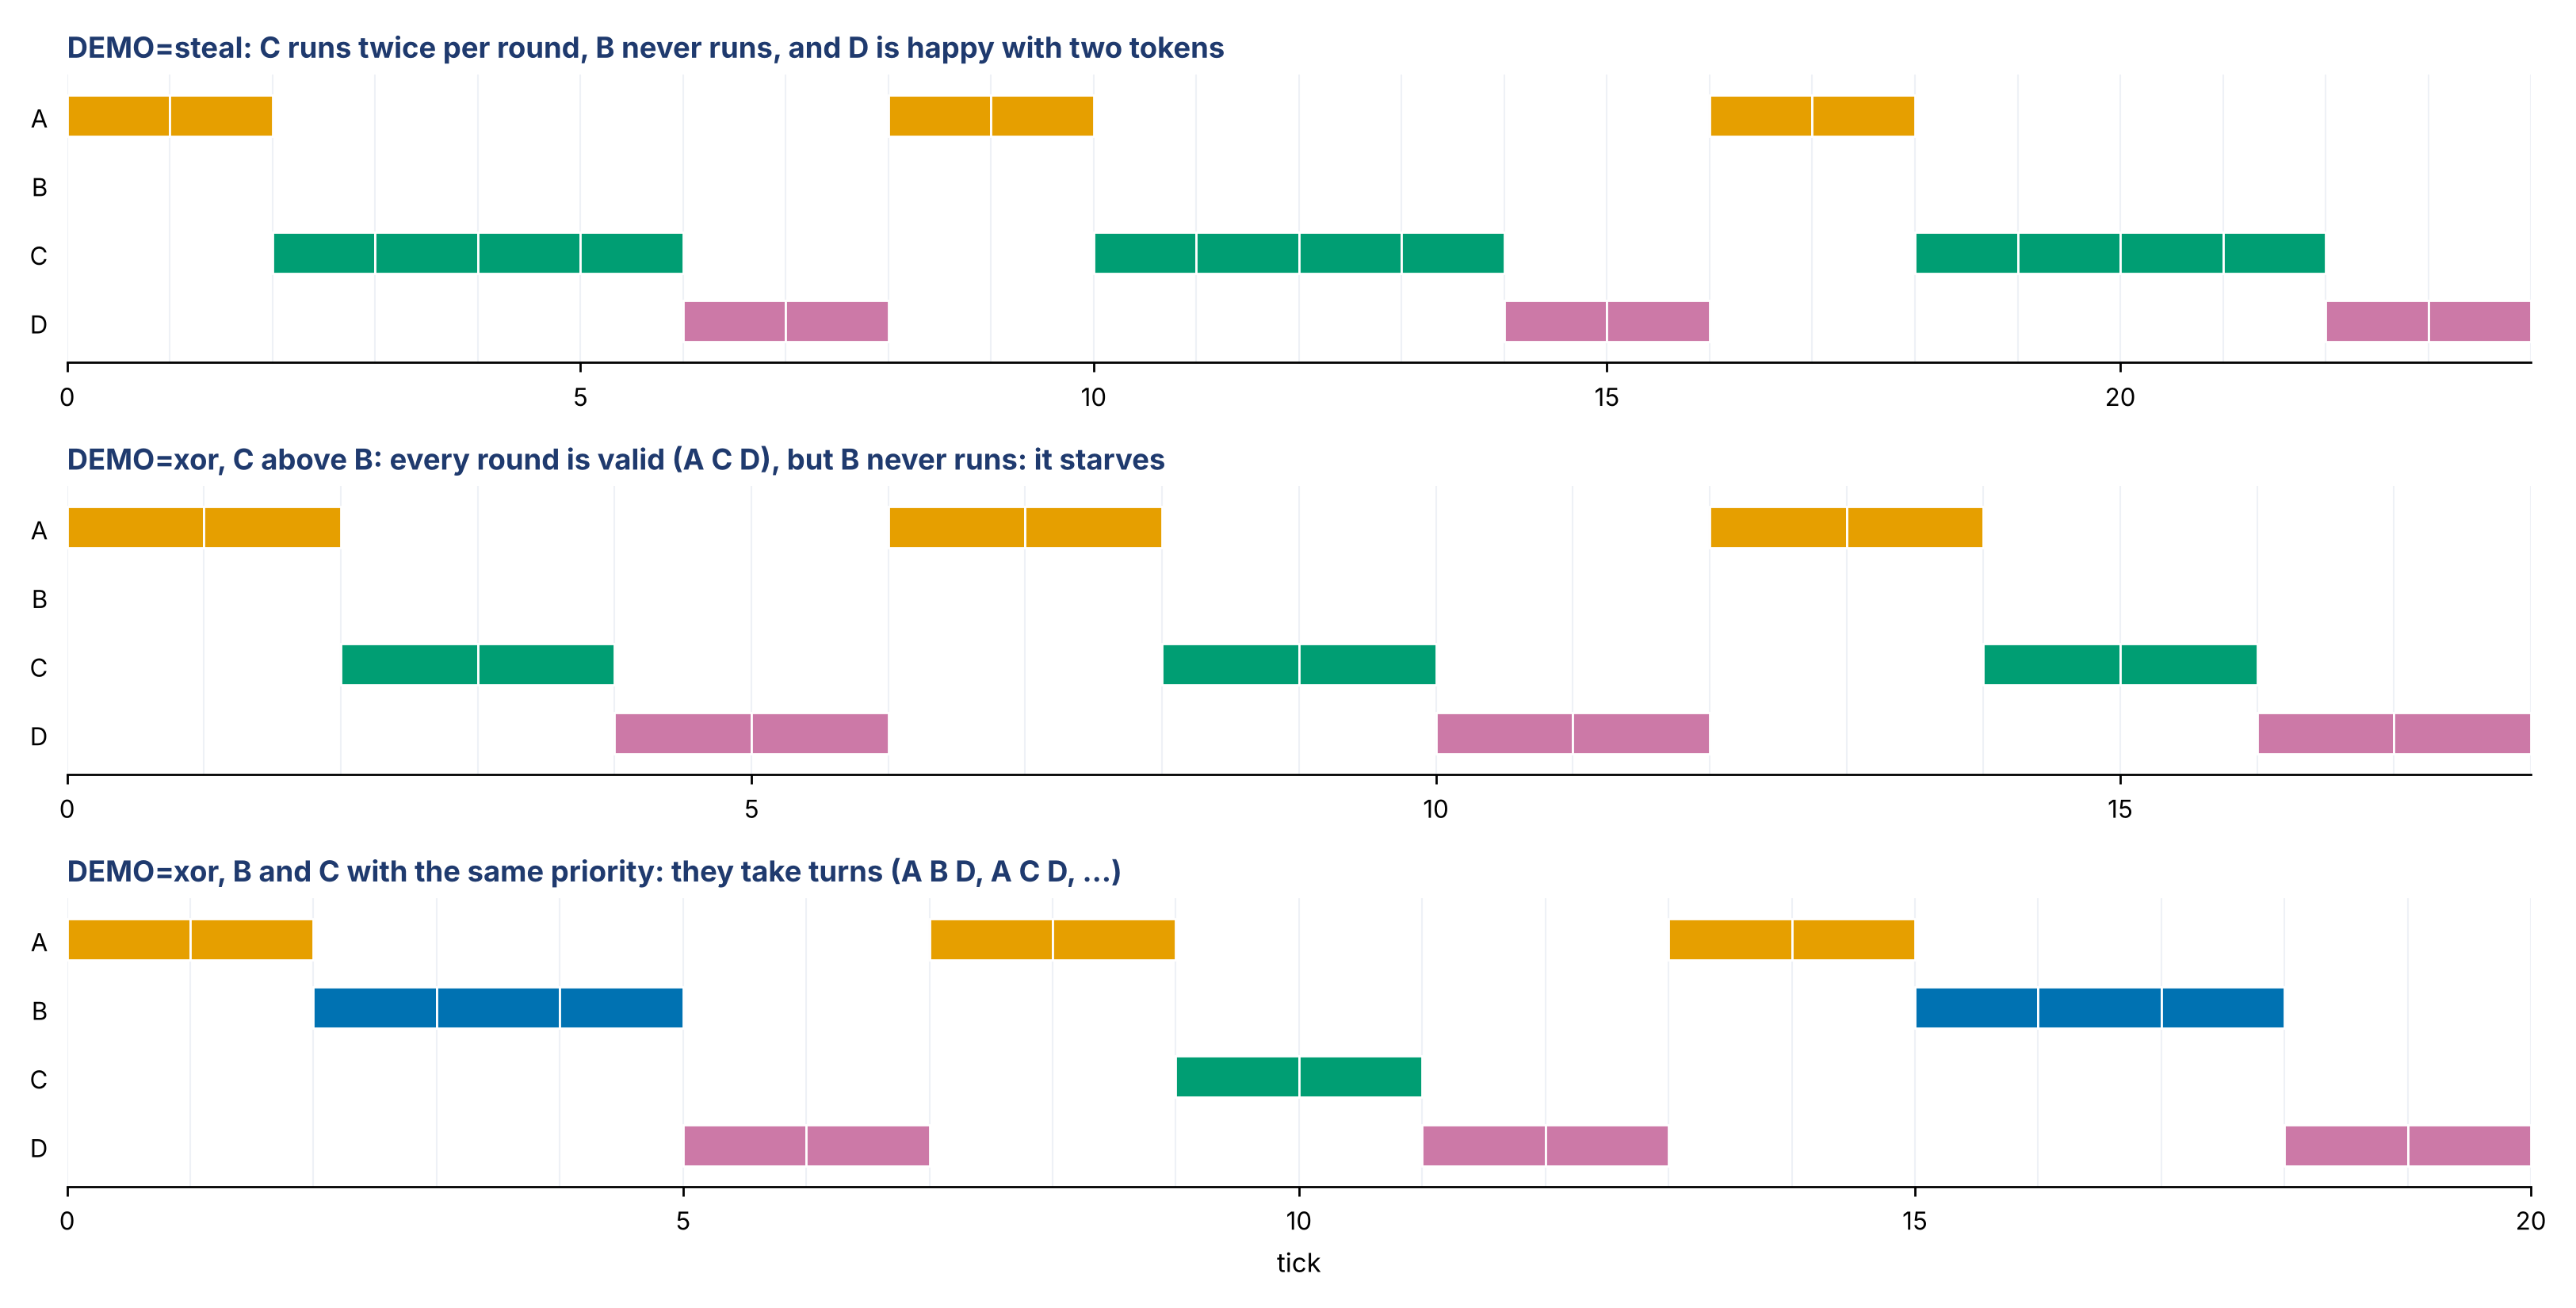 DEMO=steal: C runs twice per round, B never runs, and D is happy with two tokens
A
B
C
D
0 5 10 15 20
DEMO=xor, C above B: every round is valid (A C D), but B never runs: it starves
A
B
C
D
0 5 10 15
DEMO=xor, B and C with the same priority: they take turns (A B D, A C D, ...)
A
B
C
D
0 5 10 15 20
tick